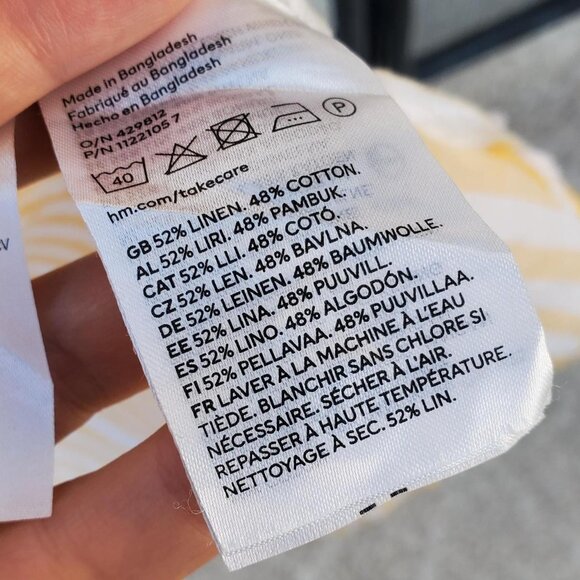 Made in Bangladesh
Fabriqué au Bangladesh
Hecho en Bangladesh
O/N 429812
P/N 1122105 7
40
P
hm.com/takecare
GB 52% LINEN. 48% COTTON.
AL 52% LIRI. 48% PAMBUK.
CAT 52% LLI. 48% COTÓ.
CZ 52% LEN. 48% BAVLNA.
DE 52% LEINEN. 48% BAUMWOLLE.
EE 52% LINA. 48% PUUVILL.
ES 52% LINO. 48% ALGODÓN.
FI 52% PELLAVAA. 48% PUUVILLAA.
FR LAVER À LA MACHINE À L'EAU
TIÈDE. BLANCHIR SANS CHLORE SI
NÉCESSAIRE. SÉCHER À L'AIR.
REPASSER À HAUTE TEMPÉRATURE.
NETTOYAGE À SEC. 52% LIN.